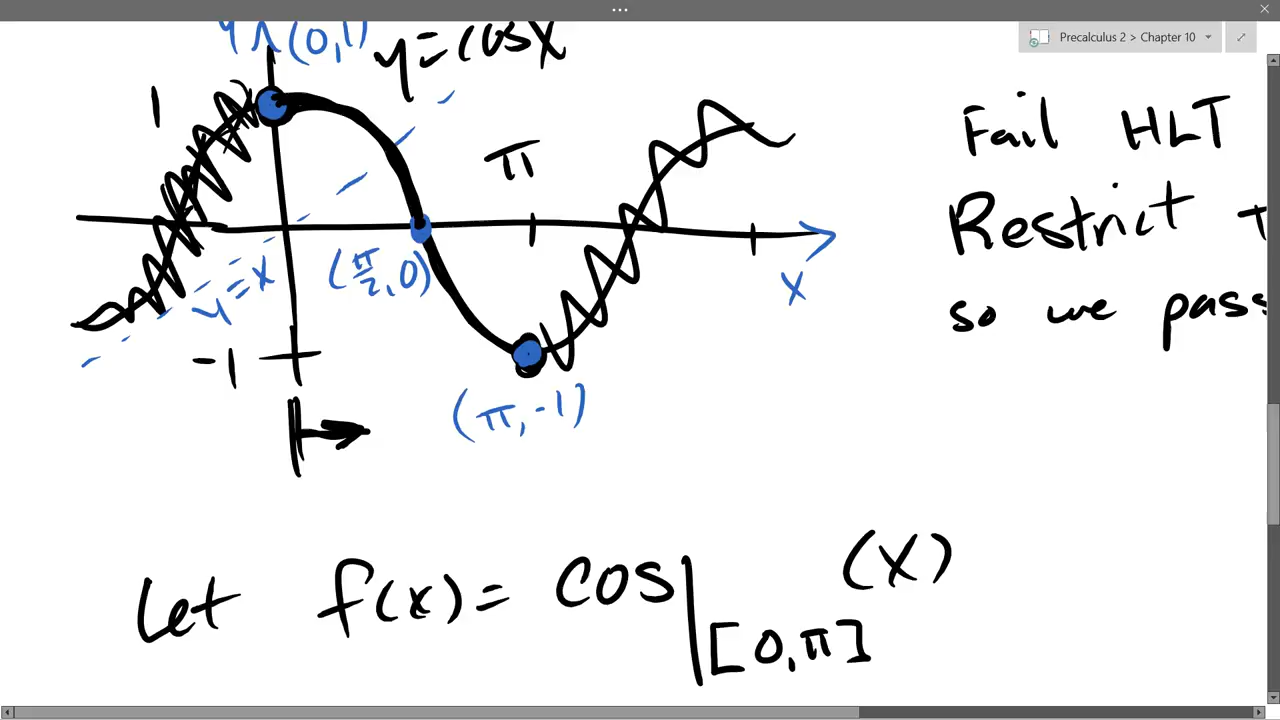 Precalculus 2 > Chapter 10
y (0,1)
y=cosx
1
π
(π/2, 0)
y=x
x
-1
(π, -1)
Fail HLT
Restrict
so we pass
Let f(x)= cos|[0,π] (x)